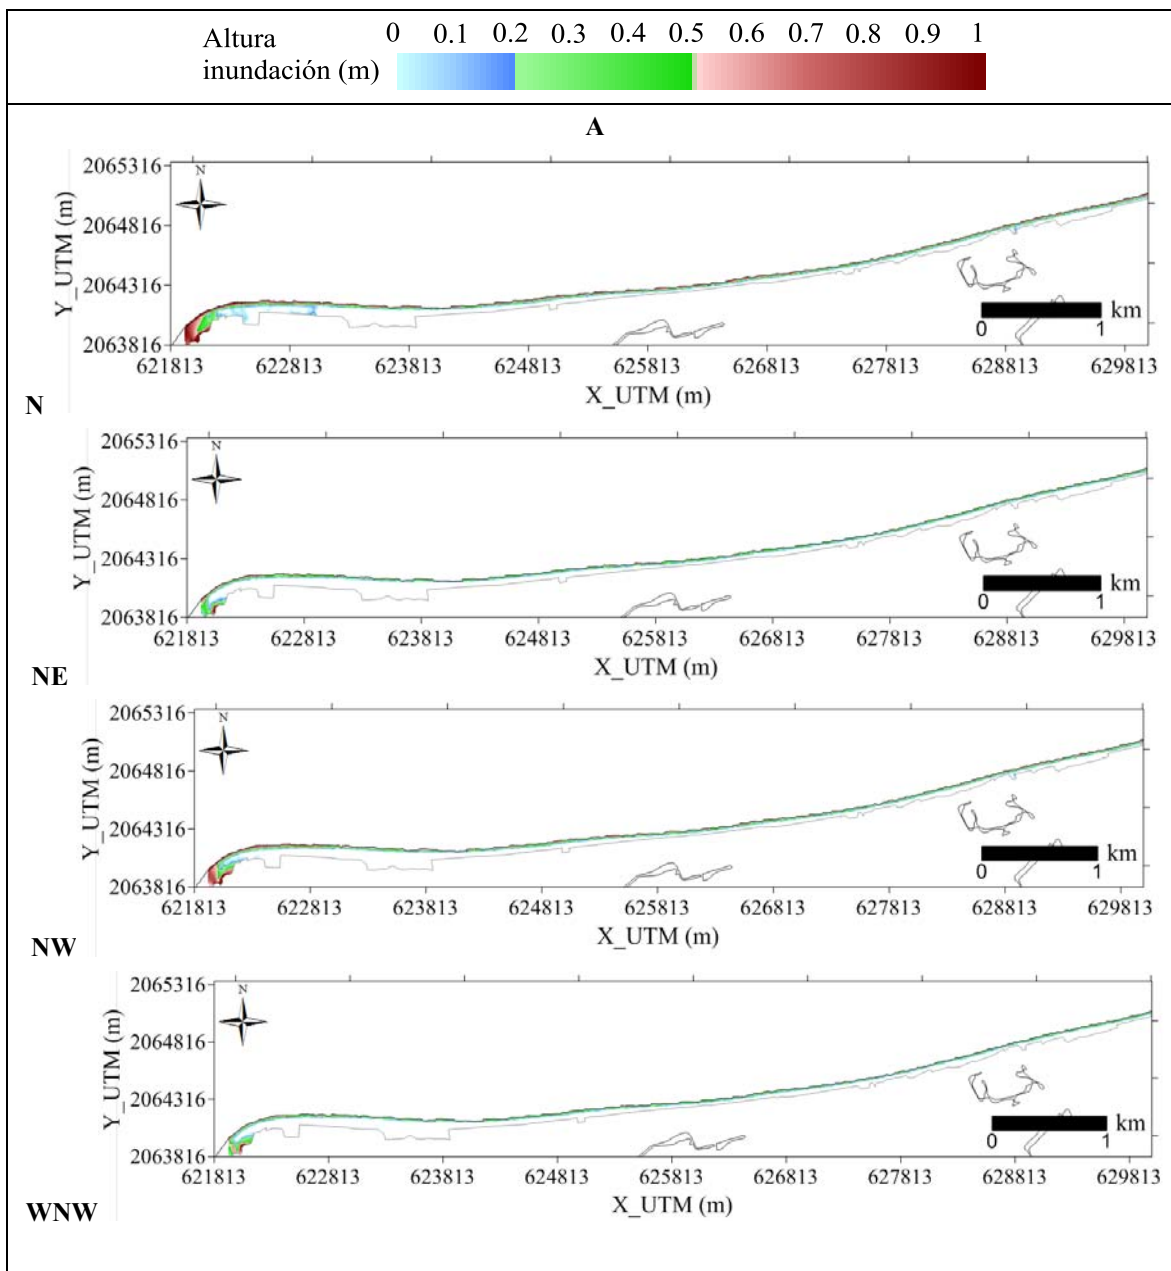 Altura
inundación (m)
0 0.1 0.2 0.3 0.4 0.5 0.6 0.7 0.8 0.9 1
A
N
2065316
2064816
2064316
2063816
Y_UTM (m)
km
0 1
621813 622813 623813 624813 625813 626813 627813 628813 629813
X_UTM (m)
N
N
2065316
2064816
2064316
2063816
Y_UTM (m)
km
0 1
621813 622813 623813 624813 625813 626813 627813 628813 629813
X_UTM (m)
NE
N
2065316
2064816
2064316
2063816
Y_UTM (m)
km
0 1
621813 622813 623813 624813 625813 626813 627813 628813 629813
X_UTM (m)
NW
N
2065316
2064816
2064316
2063816
Y_UTM (m)
km
0 1
621813 622813 623813 624813 625813 626813 627813 628813 629813
X_UTM (m)
WNW